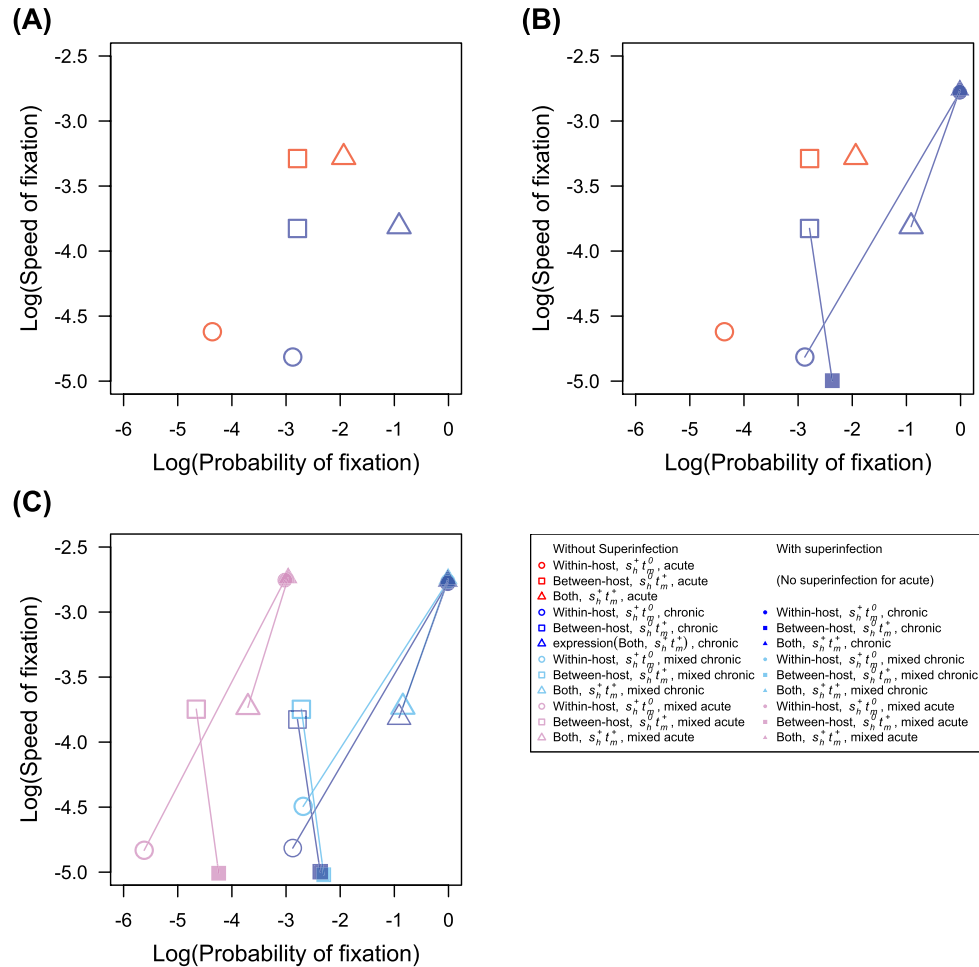 (A)
(B)
-2.5
-3.0
-3.5
-4.0
-4.5
-5.0
Log(Speed of fixation)
-6 -5 -4 -3 -2 -1 0
Log(Probability of fixation)
-2.5
-3.0
-3.5
-4.0
-4.5
-5.0
Log(Speed of fixation)
-6 -5 -4 -3 -2 -1 0
Log(Probability of fixation)
(C)
-2.5
-3.0
-3.5
-4.0
-4.5
-5.0
Log(Speed of fixation)
-6 -5 -4 -3 -2 -1 0
Log(Probability of fixation)
Without Superinfection
Within-host, s_h^+ t_m^0, acute
Between-host, s_h^0 t_m^+, acute
Both, s_h^+ t_m^+, acute
Within-host, s_h^+ t_m^0, chronic
Between-host, s_h^0 t_m^+, chronic
expression(Both, s_h^+ t_m^+), chronic
Within-host, s_h^+ t_m^0, mixed chronic
Between-host, s_h^0 t_m^+, mixed chronic
Both, s_h^+ t_m^+, mixed chronic
Within-host, s_h^+ t_m^0, mixed acute
Between-host, s_h^0 t_m^+, mixed acute
Both, s_h^+ t_m^+, mixed acute
With superinfection
(No superinfection for acute)
Within-host, s_h^+ t_m^0, chronic
Between-host, s_h^0 t_m^+, chronic
Both, s_h^+ t_m^+, chronic
Within-host, s_h^+ t_m^0, mixed chronic
Between-host, s_h^0 t_m^+, mixed chronic
Both, s_h^+ t_m^+, mixed chronic
Within-host, s_h^+ t_m^0, mixed acute
Between-host, s_h^0 t_m^+, mixed acute
Both, s_h^+ t_m^+, mixed acute